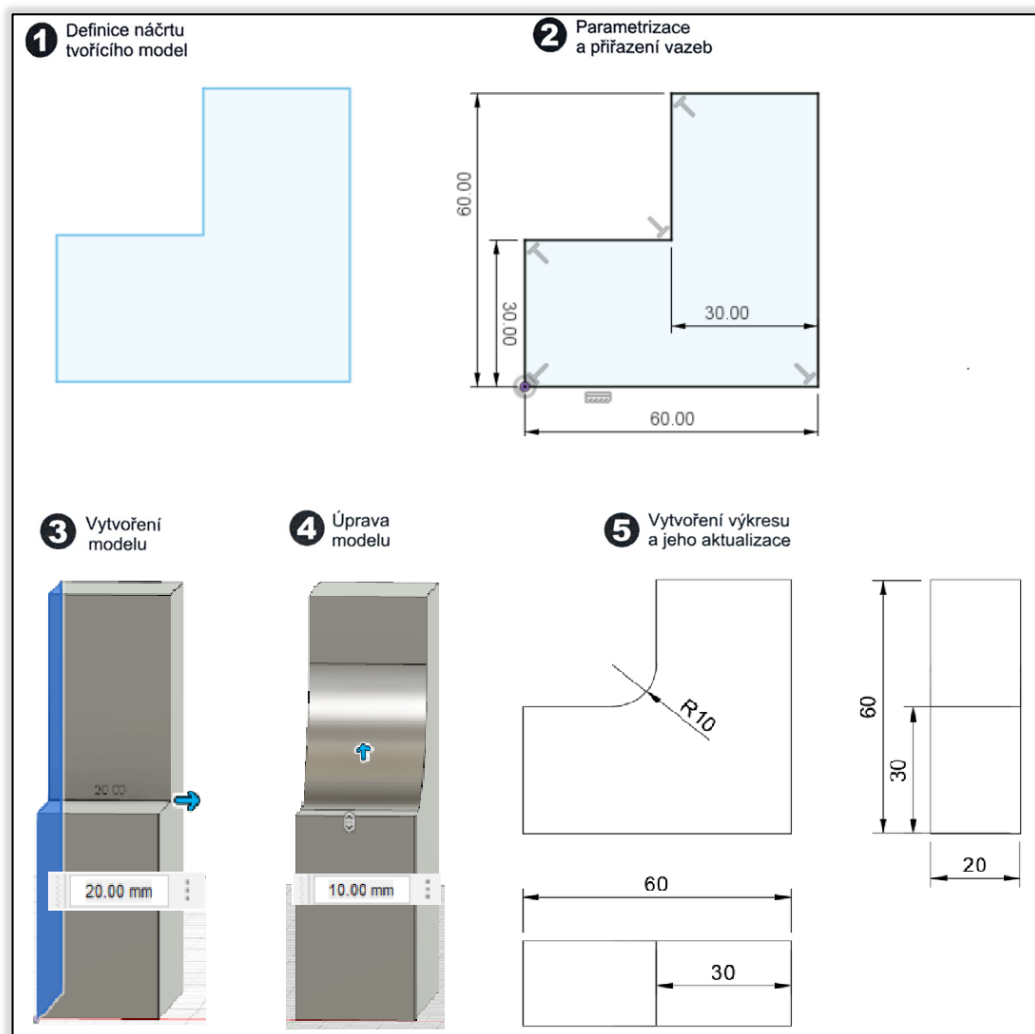 1 Definice náčrtu
tvořícího model
2 Parametrizace
a přiřazení vazeb
60.00
30.00
30.00
60.00
3 Vytvoření
modelu
4 Úprava
modelu
5 Vytvoření výkresu
a jeho aktualizace
20.00
20.00 mm
10.00 mm
R10
60
30
20
60
30